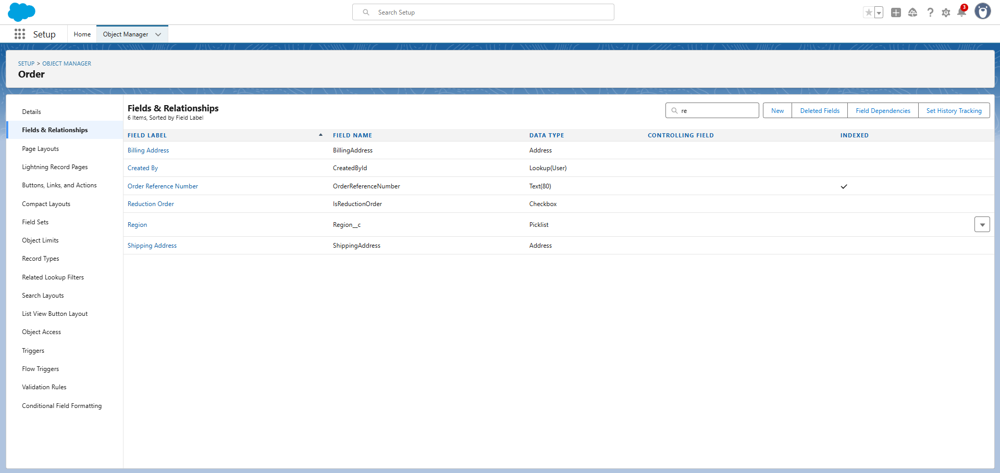 Search Setup
3
Setup
Home
Object Manager
SETUP > OBJECT MANAGER
Order
Details
Fields & Relationships
Page Layouts
Lightning Record Pages
Buttons, Links, and Actions
Compact Layouts
Field Sets
Object Limits
Record Types
Related Lookup Filters
Search Layouts
List View Button Layout
Object Access
Triggers
Flow Triggers
Validation Rules
Conditional Field Formatting
Fields & Relationships
6 Items, Sorted by Field Label
re
New
Deleted Fields
Field Dependencies
Set History Tracking
FIELD LABEL FIELD NAME DATA TYPE CONTROLLING FIELD INDEXED
Billing Address BillingAddress Address
Created By CreatedById Lookup(User)
Order Reference Number OrderReferenceNumber Text(80)
Reduction Order IsReductionOrder Checkbox
Region Region__c Picklist
Shipping Address ShippingAddress Address